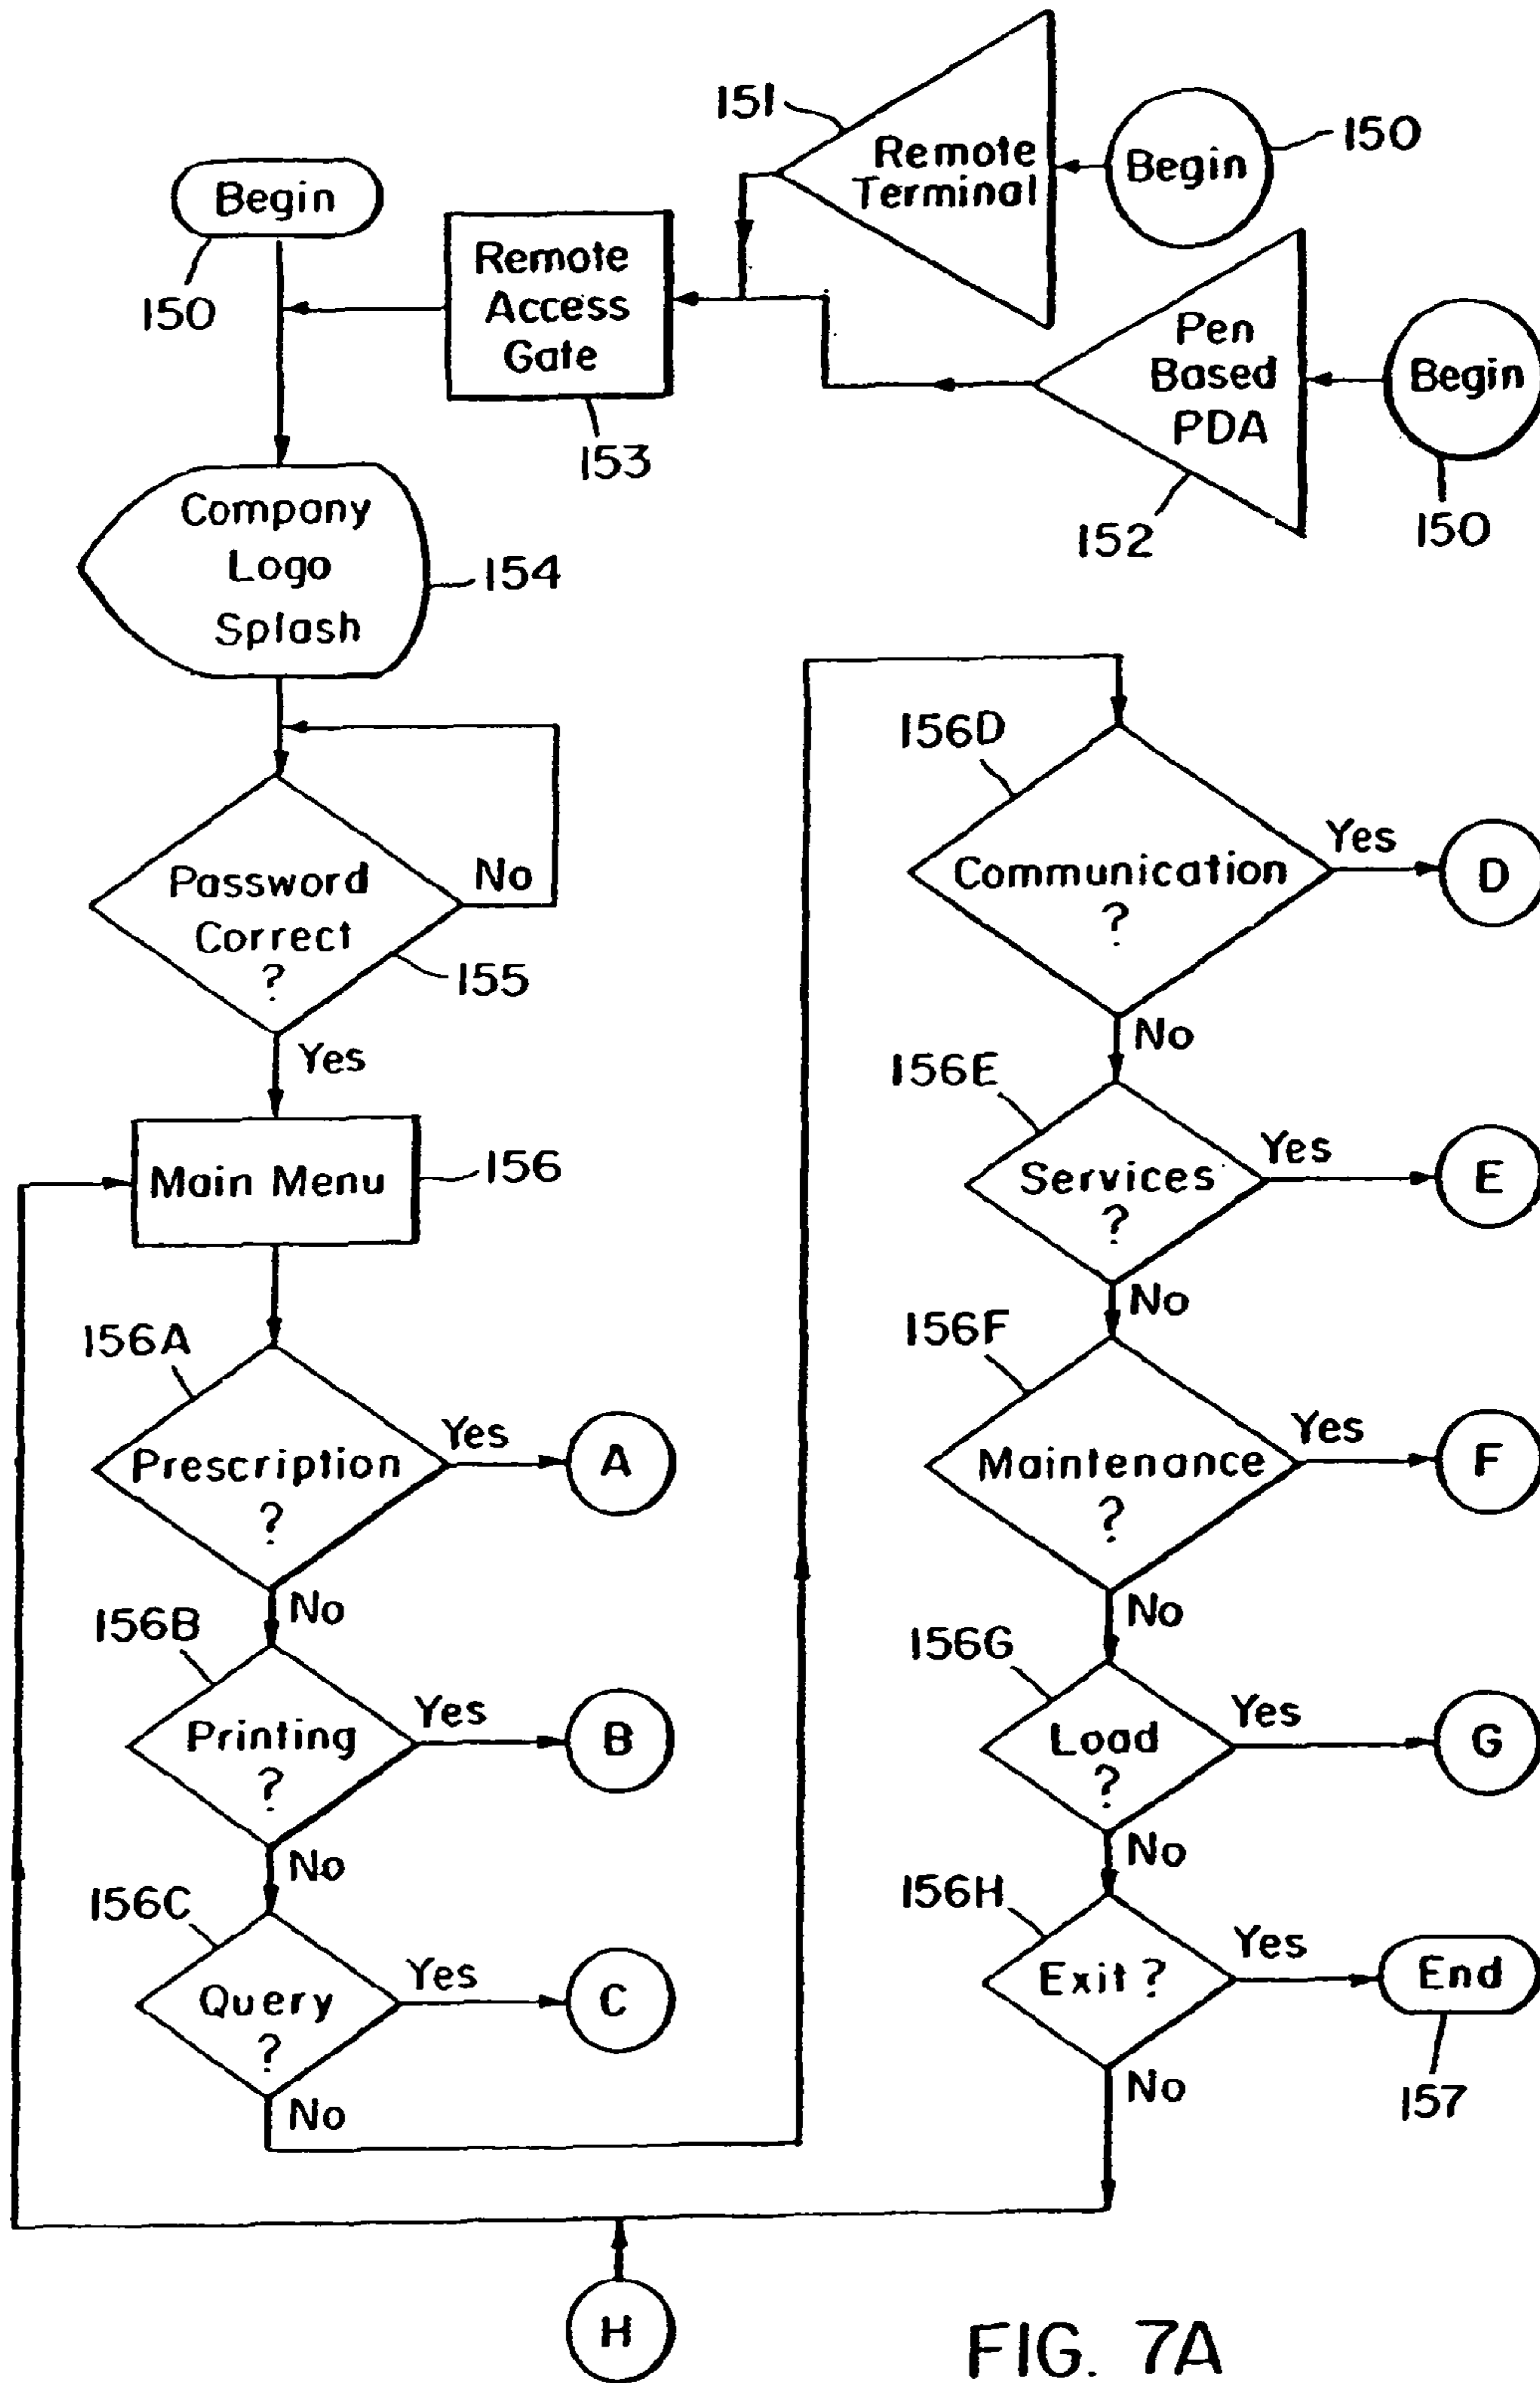 151
Remote
Terminal
Begin
150
Begin
150
Remote
Access
Gate
153
Pen
Based
PDA
152
Begin
150
Company
Logo
Splash
154
Password
Correct
?
No
155
Yes
Main Menu
156
156A
Prescription
?
Yes
A
No
156B
Printing
?
Yes
B
No
156C
Query
?
Yes
C
No
156D
Communication
?
Yes
D
No
156E
Services
?
Yes
E
No
156F
Maintenance
?
Yes
F
No
156G
Load
?
Yes
G
No
156H
Exit ?
Yes
End
157
No
H
FIG. 7A